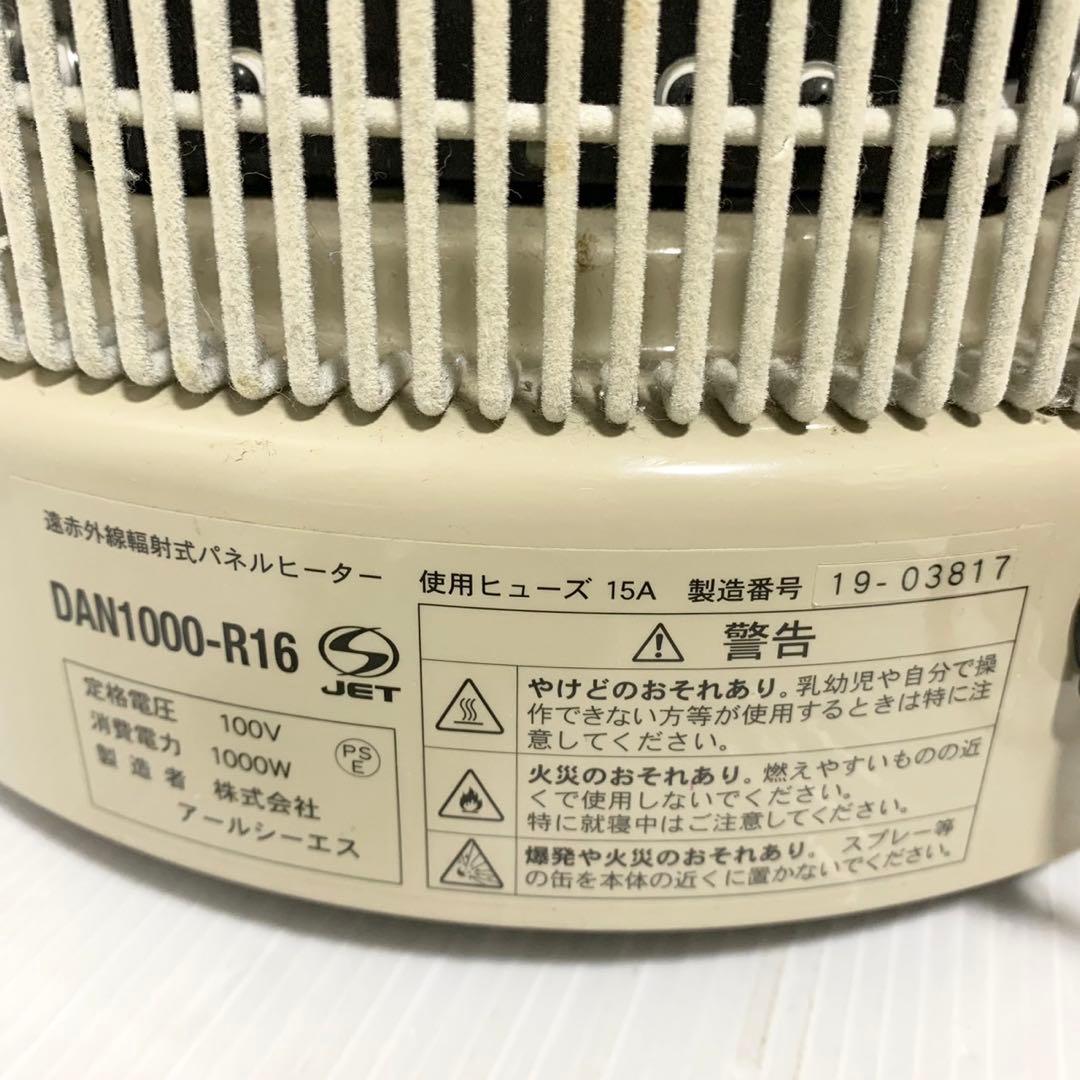 遠赤外線輻射式パネルヒーター
DAN1000-R16
JET
定格電圧 100V
消費電力 1000W
製造者 株式会社
アールシーエス
PS
E
使用ヒューズ 15A 製造番号 19-03817
警告
やけどのおそれあり。乳幼児や自分で操
作できない方等が使用するときは特に注
意してください。
火災のおそれあり。燃えやすいものの近
くで使用しないでください。
特に就寝中はご注意してください。
爆発や火災のおそれあり。 スプレー等
の缶を本体の近くに置かないでください。